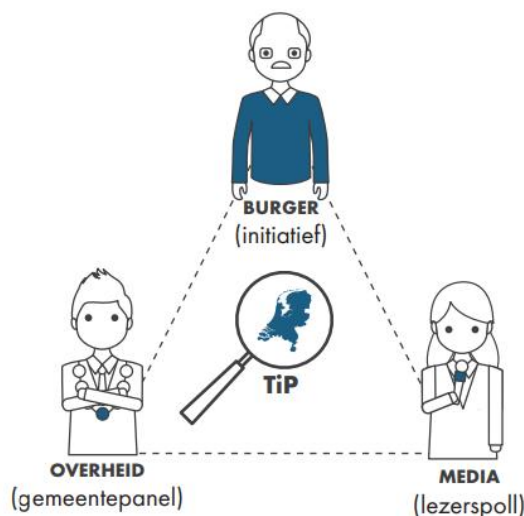 BURGER
(initiatief)
TiP
OVERHEID
(gemeentepanel)
MEDIA
(lezerspoll)